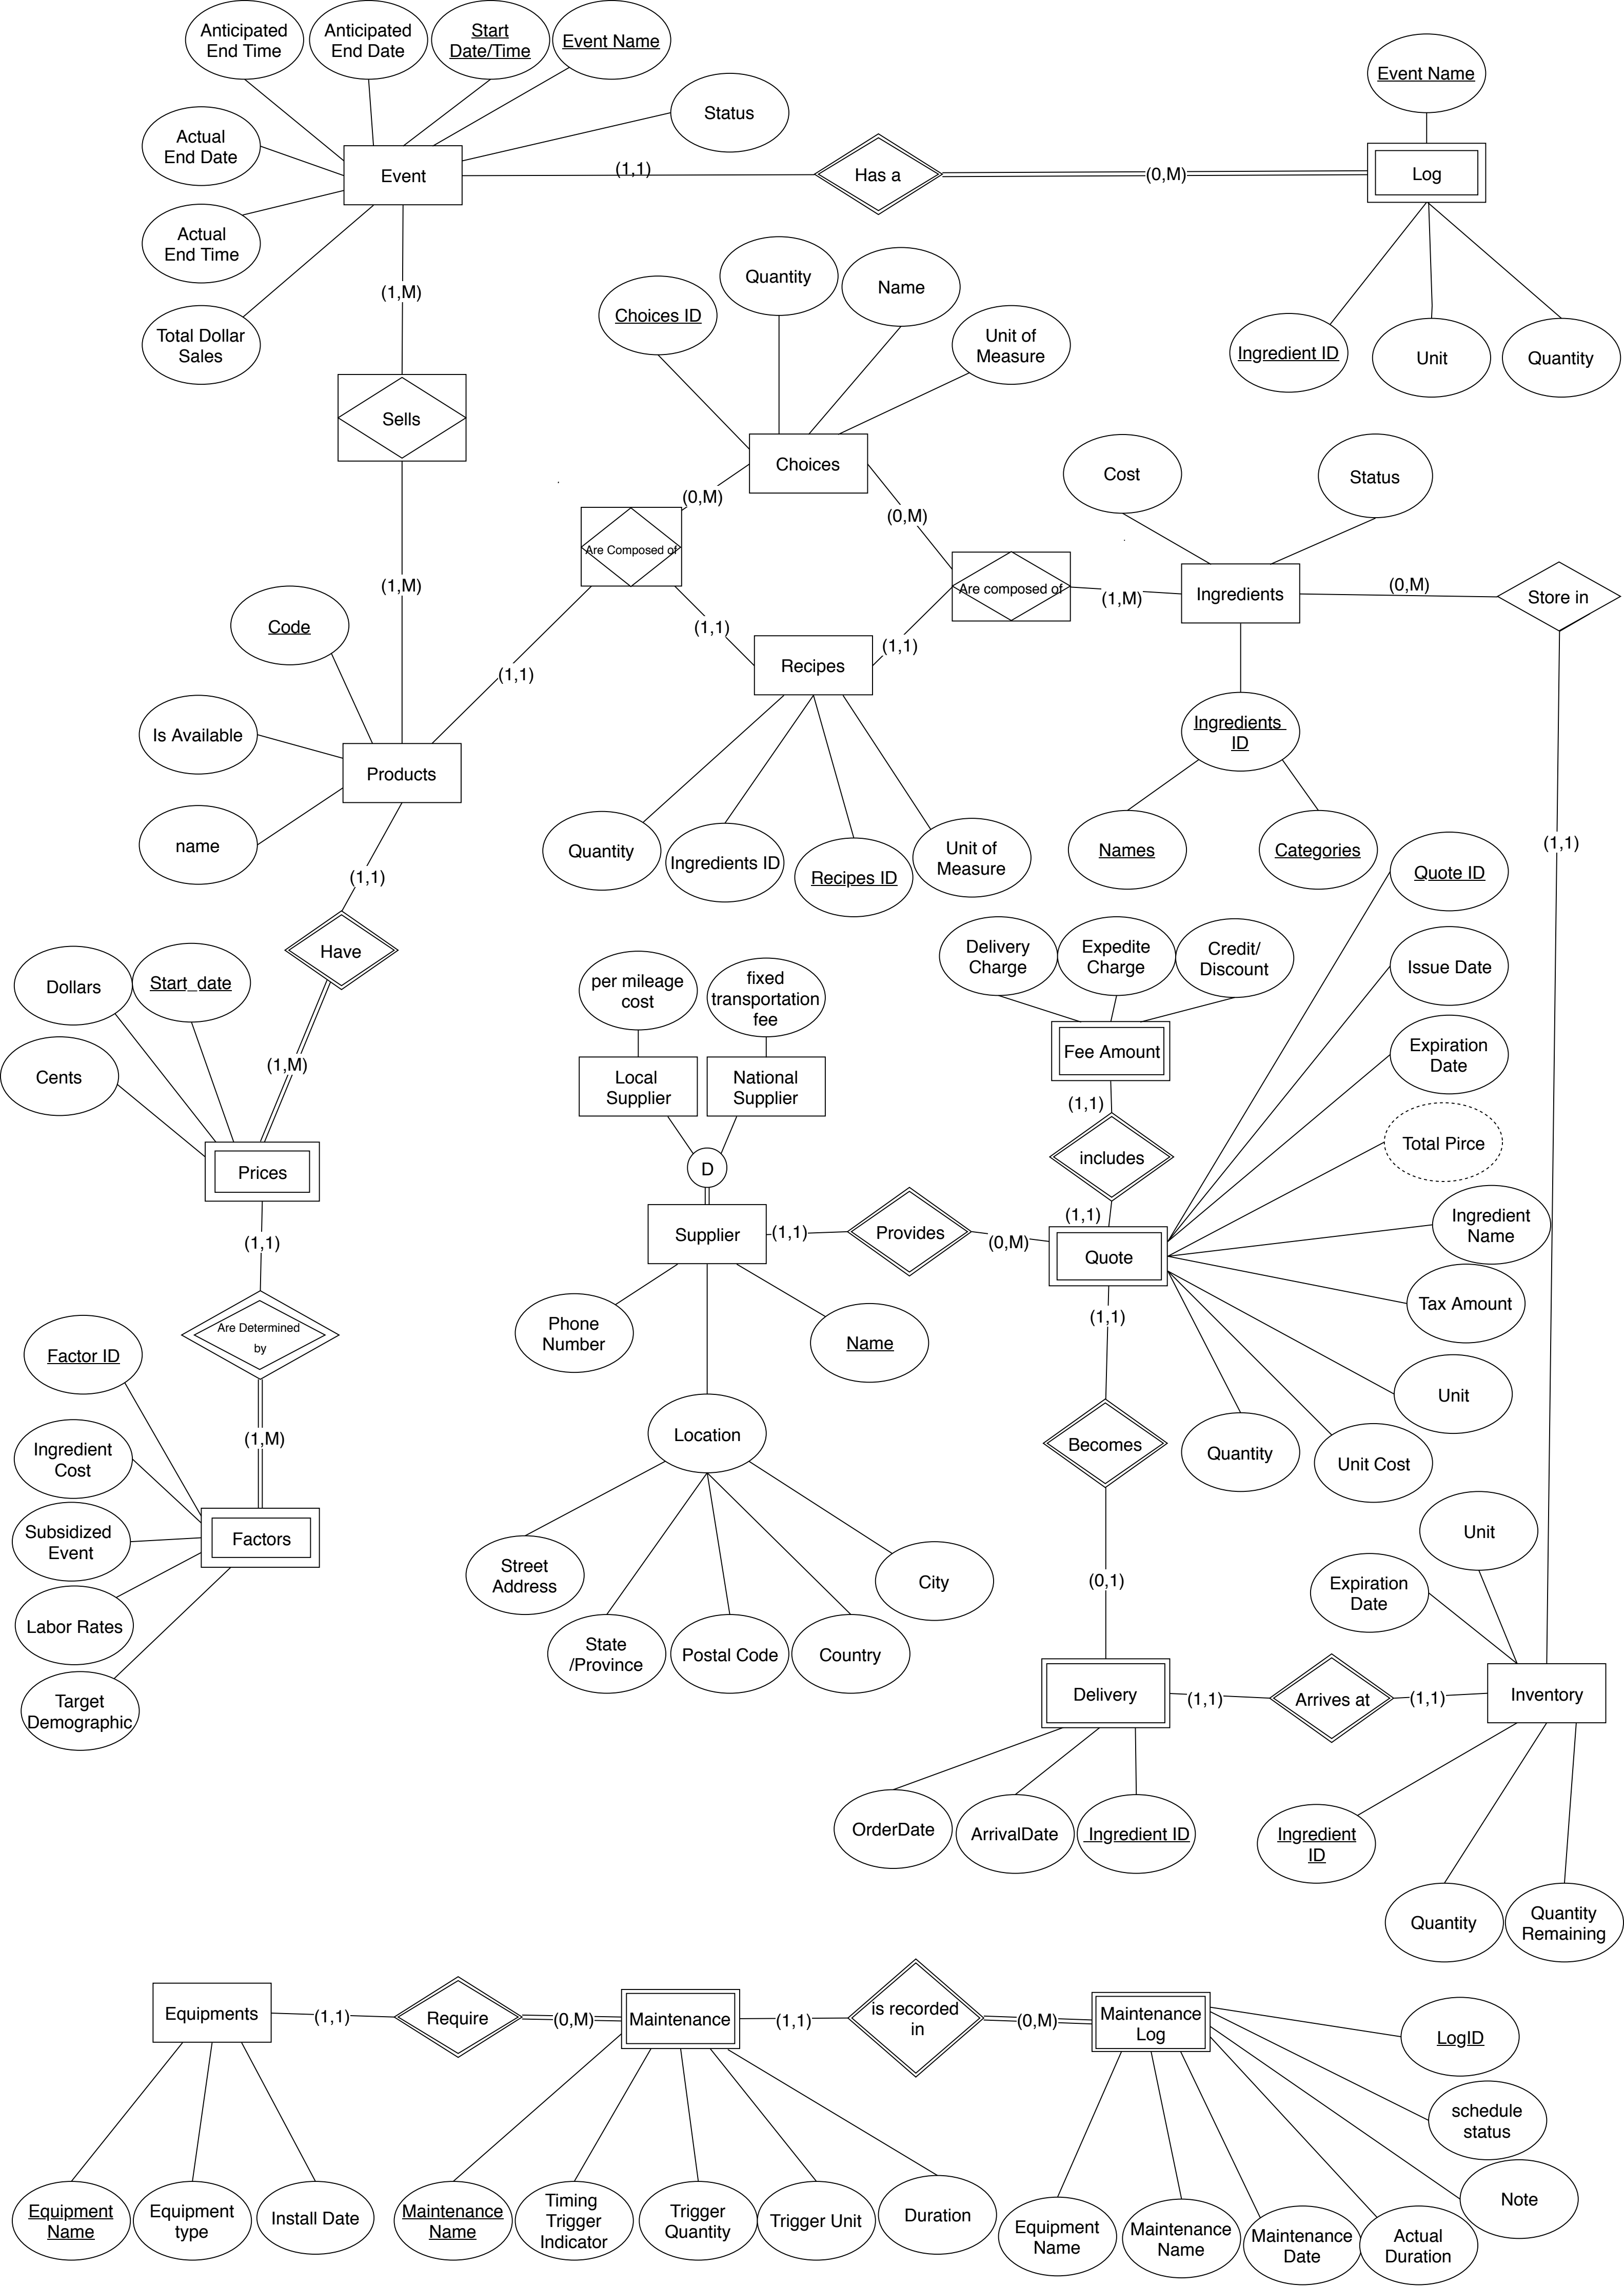 Anticipated
End Time
Anticipated
End Date
Start
Date/Time
Event Name
Status
Actual
End Date
Event
Actual
End Time
Total Dollar
Sales
(1,1)
Has a
(0,M)
Event Name
Log
Ingredient ID
Unit
Quantity
(1,M)
Sells
(1,M)
Choices ID
Quantity
Name
Unit of
Measure
Choices
(0,M)
(0,M)
Are Composed of
Are composed of
(1,1)
(1,1)
(1,1)
(1,M)
Cost
Status
Ingredients
(0,M)
Store in
(1,1)
Ingredients
ID
Names
Categories
Recipes
Quantity
Ingredients ID
Recipes ID
Unit of
Measure
Code
Is Available
name
Products
(1,1)
Have
(1,M)
Dollars
Start_date
Cents
Prices
(1,1)
Are Determined
by
(1,M)
Factor ID
Ingredient
Cost
Subsidized
Event
Labor Rates
Target
Demographic
Factors
per mileage
cost
fixed
transportation
fee
Local
Supplier
National
Supplier
D
Supplier
(1,1)
Provides
(0,M)
Phone
Number
Name
Location
Street
Address
State
/Province
Postal Code
Country
City
Delivery
Charge
Expedite
Charge
Credit/
Discount
Fee Amount
(1,1)
includes
(1,1)
Quote
Quote ID
Issue Date
Expiration
Date
Total Pirce
Ingredient
Name
Tax Amount
Unit
Unit Cost
Quantity
(1,1)
Becomes
(0,1)
Delivery
OrderDate
ArrivalDate
Ingredient ID
(1,1)
Arrives at
(1,1)
Inventory
Unit
Expiration
Date
Ingredient
ID
Quantity
Quantity
Remaining
Equipments
(1,1)
Require
(0,M)
Maintenance
(1,1)
is recorded
in
(0,M)
Maintenance
Log
LogID
schedule
status
Note
Equipment
Name
Equipment
type
Install Date
Maintenance
Name
Timing
Trigger
Indicator
Trigger
Quantity
Trigger Unit
Duration
Equipment
Name
Maintenance
Name
Maintenance
Date
Actual
Duration